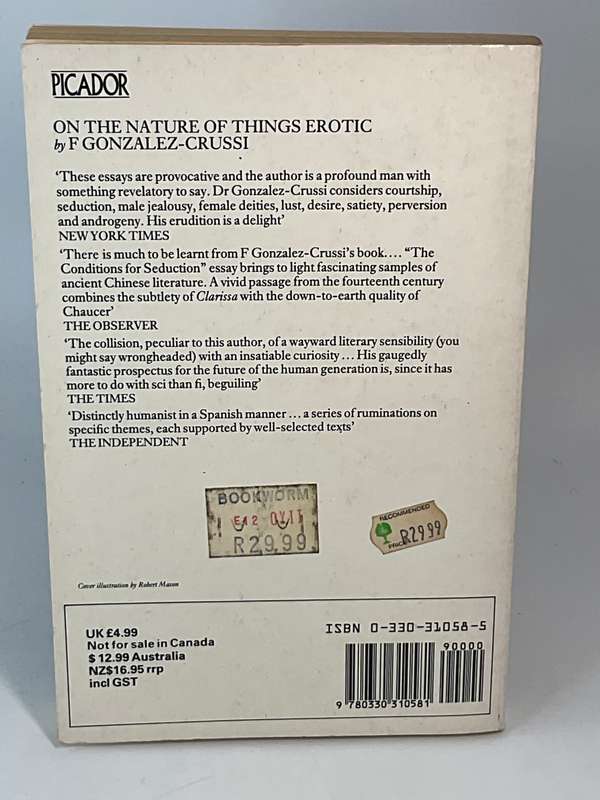 PICADOR
ON THE NATURE OF THINGS EROTIC
by F GONZALEZ-CRUSSI
‘These essays are provocative and the author is a profound man with
something revelatory to say. Dr Gonzalez-Crussi considers courtship,
seduction, male jealousy, female deities, lust, desire, satiety, perversion
and androgeny. His erudition is a delight’
NEW YORK TIMES
‘There is much to be learnt from F Gonzalez-Crussi’s book.... “The
Conditions for Seduction” essay brings to light fascinating samples of
ancient Chinese literature. A vivid passage from the fourteenth century
combines the subtlety of Clarissa with the down-to-earth quality of
Chaucer’
THE OBSERVER
‘The collision, peculiar to this author, of a wayward literary sensibility (you
might say wrongheaded) with an insatiable curiosity ... His gaugedly
fantastic prospectus for the future of the human generation is, since it has
more to do with sci than fi, beguiling’
THE TIMES
‘Distinctly humanist in a Spanish manner ... a series of ruminations on
specific themes, each supported by well-selected texts’
THE INDEPENDENT
BOOKWORM
R29.99
RECOMMENDED
PRICE R29.99
Cover illustration by Robert Mason
UK £4.99
Not for sale in Canada
$ 12.99 Australia
NZ$16.95 rrp
incl GST
ISBN 0-330-31058-5
90000
9 780330 310581